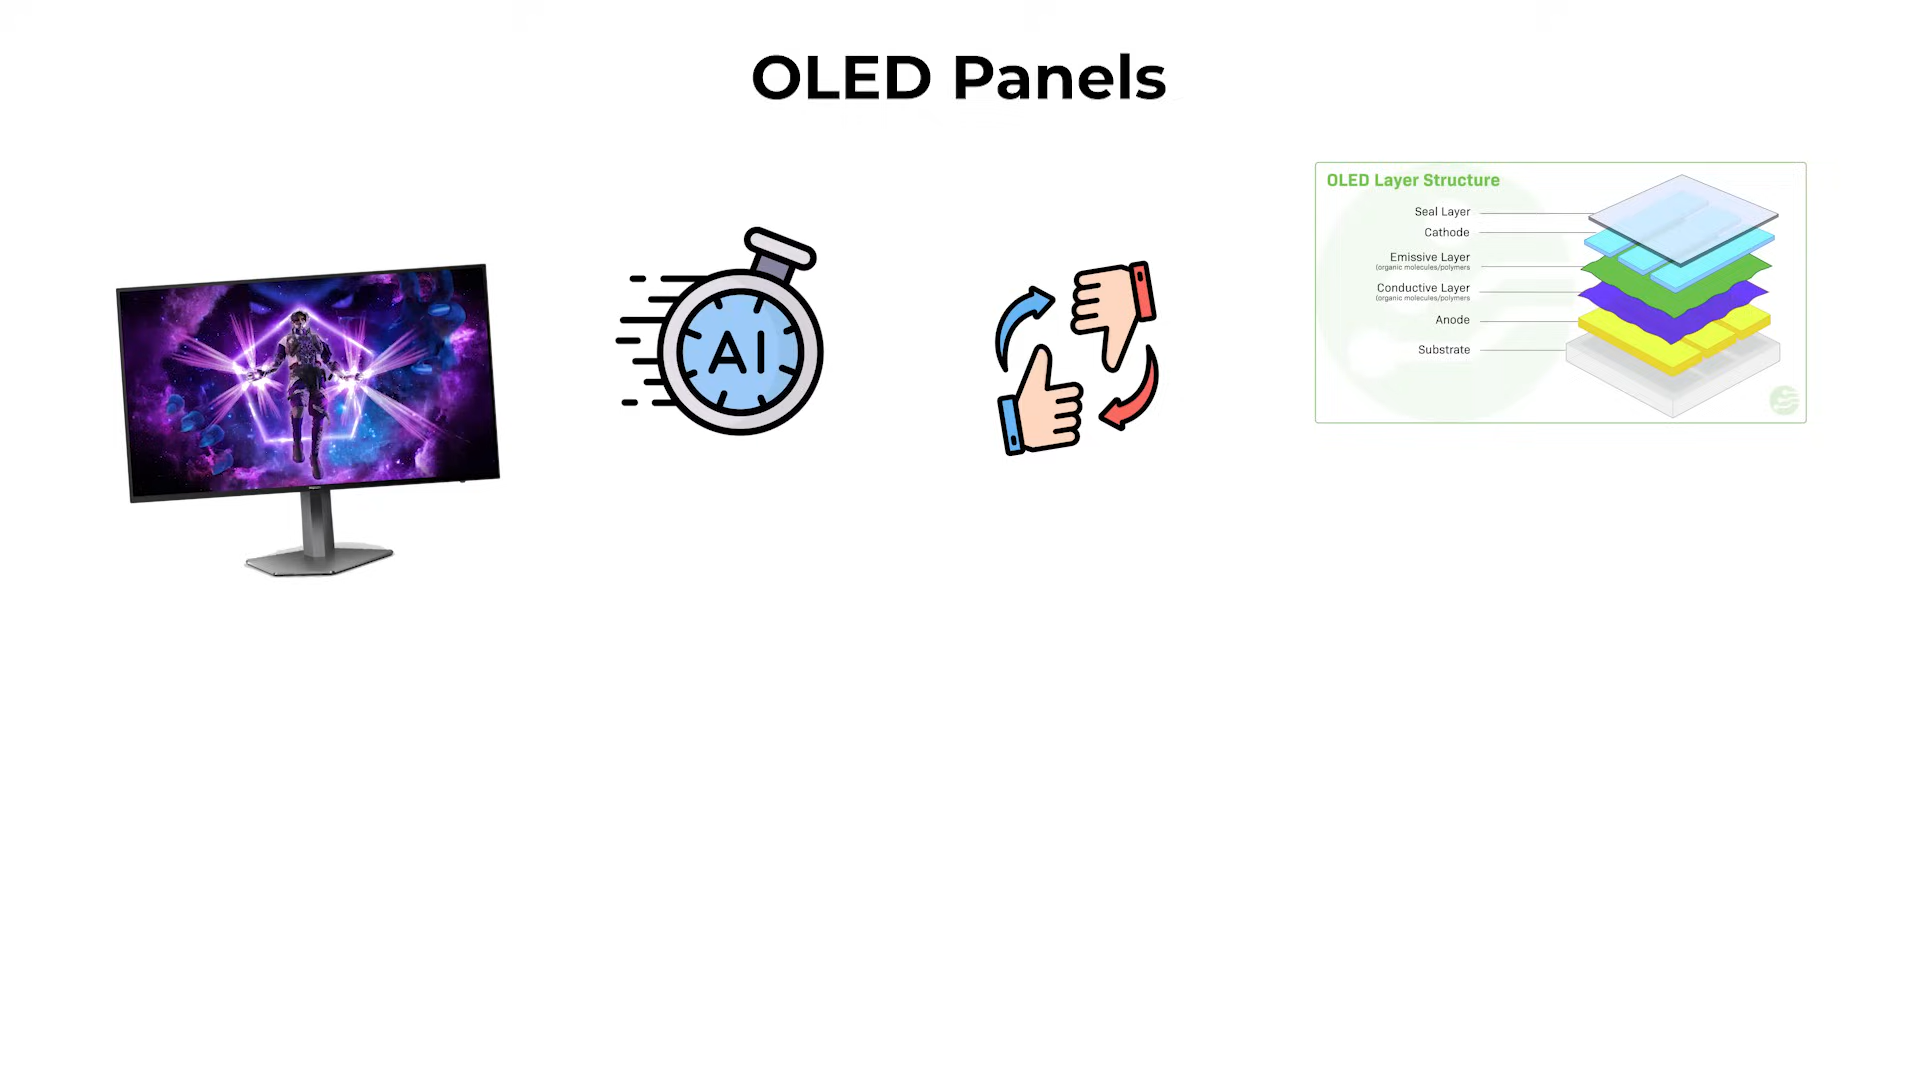 OLED Panels
AI
OLED Layer Structure
Seal Layer
Cathode
Emissive Layer
(organic molecules/polymers
Conductive Layer
(organic molecules/polymers
Anode
Substrate